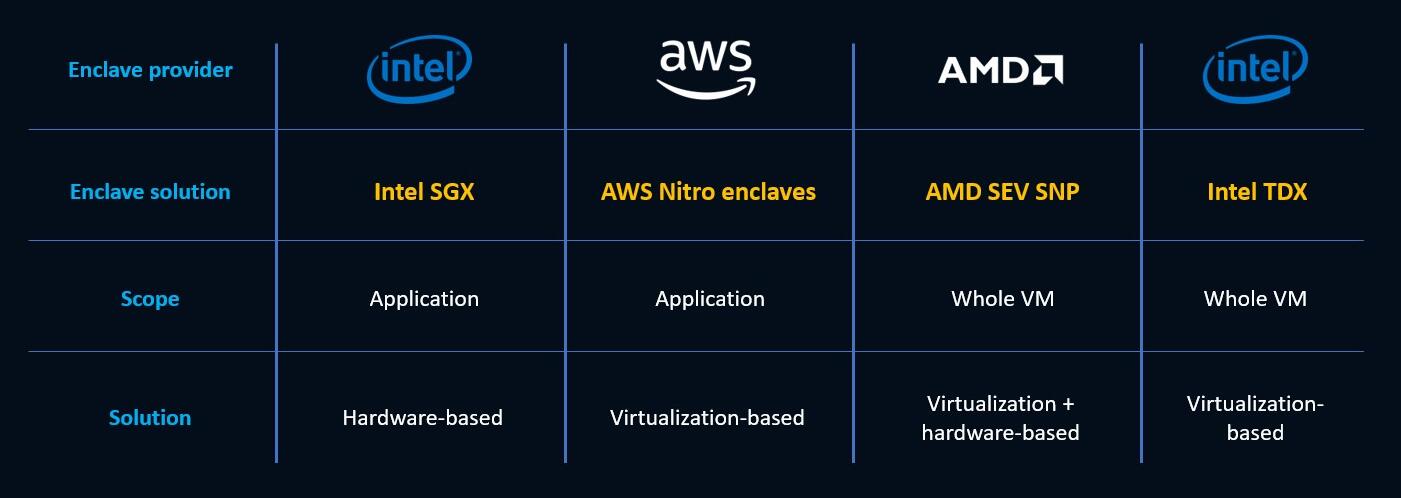 Enclave provider
intel
aws
AMD
intel
Enclave solution
Intel SGX
AWS Nitro enclaves
AMD SEV SNP
Intel TDX
Scope
Application
Application
Whole VM
Whole VM
Solution
Hardware-based
Virtualization-based
Virtualization +
hardware-based
Virtualization-
based